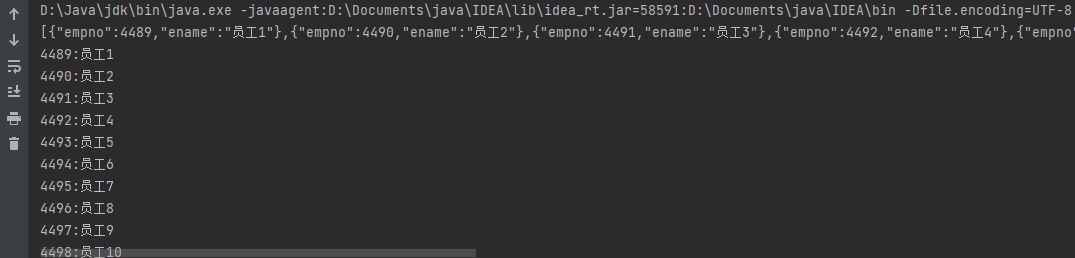 D:\Java\jdk\bin\java.exe -javaagent:D:\Documents\java\IDEA\lib\idea_rt.jar=58591:D:\Documents\java\IDEA\bin -Dfile.encoding=UTF-8
[{"empno":4489,"ename":"员工1"},{"empno":4490,"ename":"员工2"},{"empno":4491,"ename":"员工3"},{"empno":4492,"ename":"员工4"},{"empno
4489:员工1
4490:员工2
4491:员工3
4492:员工4
4493:员工5
4494:员工6
4495:员工7
4496:员工8
4497:员工9
4498:员工10